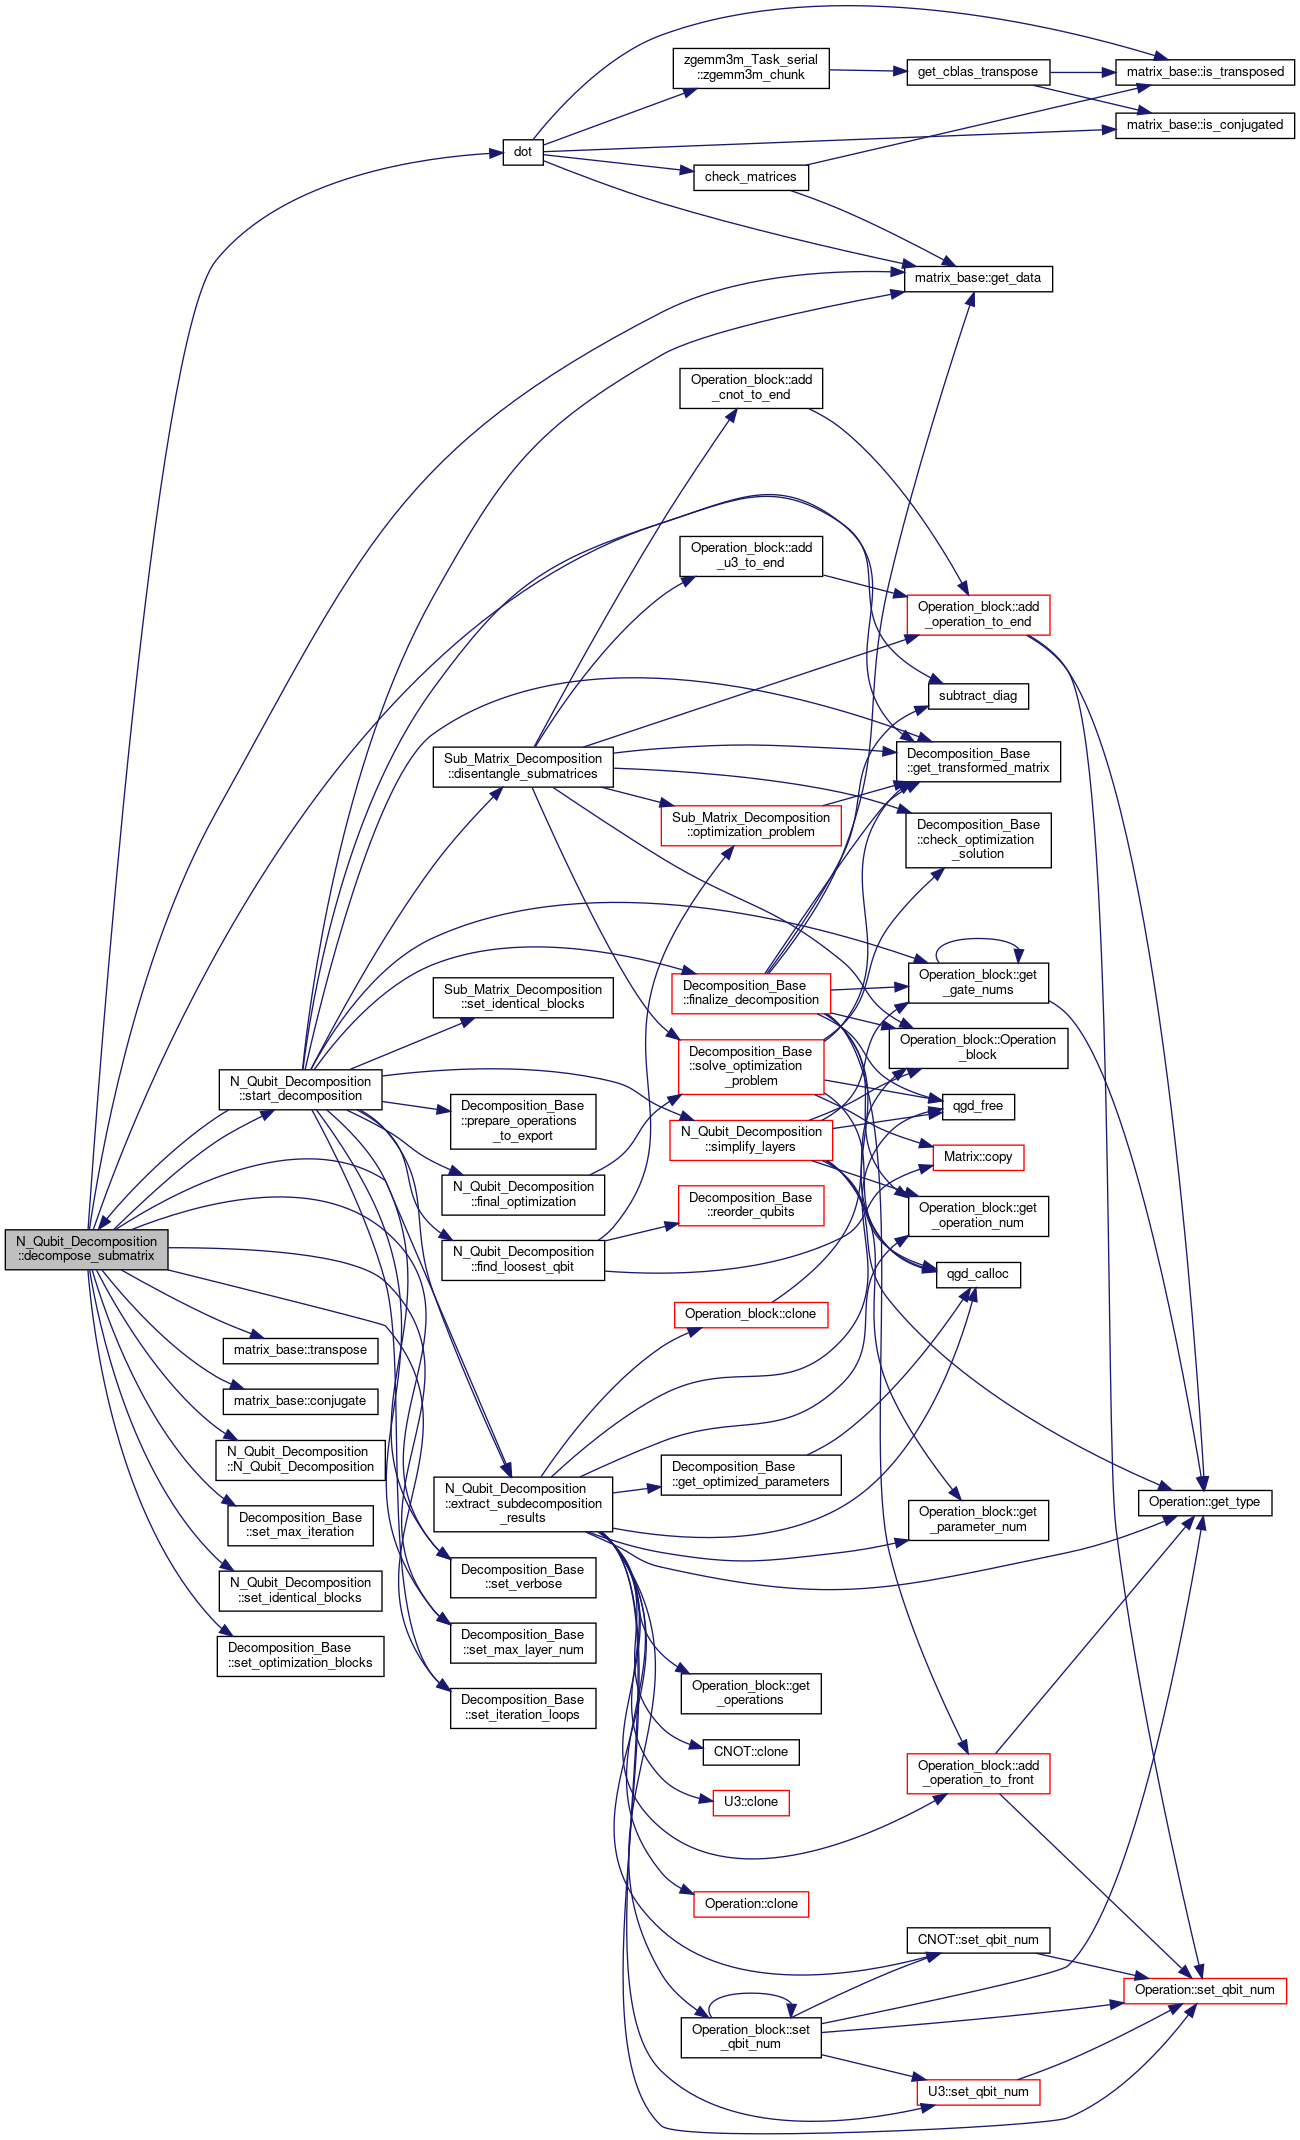 zgemm3m_Task_serial
::zgemm3m_chunk
get_cblas_transpose
matrix_base::is_transposed
matrix_base::is_conjugated
dot
check_matrices
matrix_base::get_data
Operation_block::add
_cnot_to_end
Operation_block::add
_u3_to_end
Operation_block::add
_operation_to_end
subtract_diag
Sub_Matrix_Decomposition
::disentangle_submatrices
Decomposition_Base
::get_transformed_matrix
Sub_Matrix_Decomposition
::optimization_problem
Decomposition_Base
::check_optimization
_solution
Sub_Matrix_Decomposition
::set_identical_blocks
Decomposition_Base
::finalize_decomposition
Operation_block::get
_gate_nums
Operation_block::Operation
_block
N_Qubit_Decomposition
::start_decomposition
Decomposition_Base
::prepare_operations
_to_export
Decomposition_Base
::solve_optimization
_problem
qgd_free
N_Qubit_Decomposition
::simplify_layers
Matrix::copy
N_Qubit_Decomposition
::final_optimization
Decomposition_Base
::reorder_qubits
Operation_block::get
_operation_num
N_Qubit_Decomposition
::decompose_submatrix
N_Qubit_Decomposition
::find_loosest_qbit
qgd_calloc
Operation_block::clone
matrix_base::transpose
matrix_base::conjugate
N_Qubit_Decomposition
::N_Qubit_Decomposition
Decomposition_Base
::get_optimized_parameters
N_Qubit_Decomposition
::extract_subdecomposition
_results
Operation_block::get
_parameter_num
Operation::get_type
Decomposition_Base
::set_max_iteration
Decomposition_Base
::set_verbose
N_Qubit_Decomposition
::set_identical_blocks
Decomposition_Base
::set_optimization_blocks
Decomposition_Base
::set_max_layer_num
Decomposition_Base
::set_iteration_loops
Operation_block::get
_operations
CNOT::clone
U3::clone
Operation_block::add
_operation_to_front
Operation::clone
CNOT::set_qbit_num
Operation::set_qbit_num
Operation_block::set
_qbit_num
U3::set_qbit_num